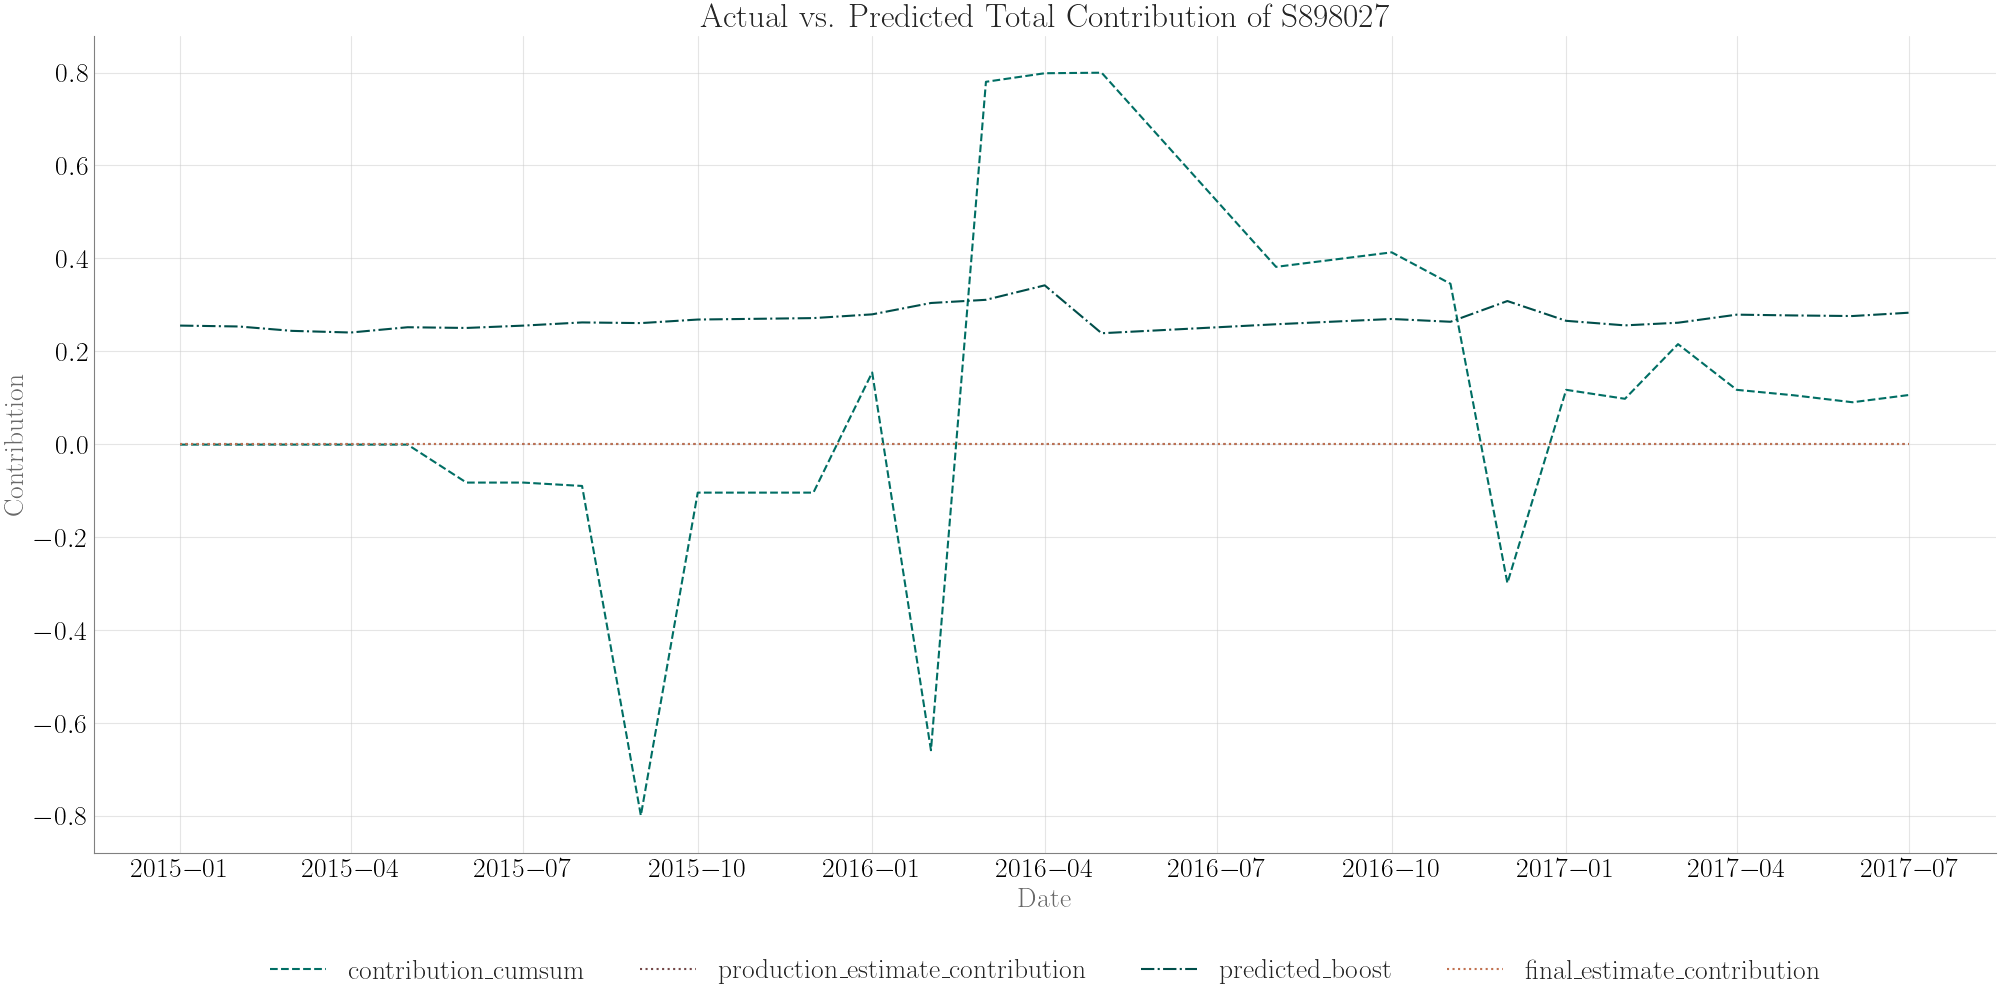 Actual vs. Predicted Total Contribution of S898027
Contribution
0.8
0.6
0.4
0.2
0.0
−0.2
−0.4
−0.6
−0.8
2015−01 2015−04 2015−07 2015−10 2016−01 2016−04 2016−07 2016−10 2017−01 2017−04 2017−07
Date
contribution_cumsum production_estimate_contribution predicted_boost final_estimate_contribution